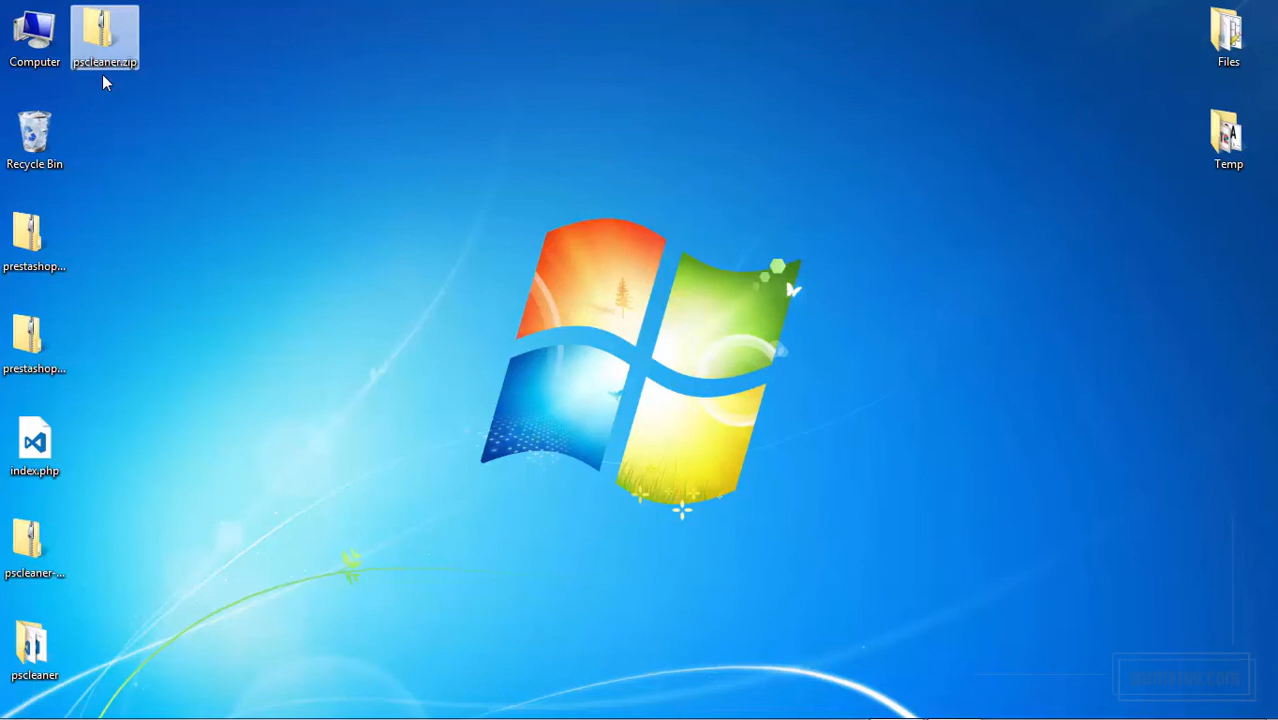 Computer
pscleaner.zip
Files
Recycle Bin
Temp
prestashop...
prestashop...
index.php
pscleaner-...
pscleaner